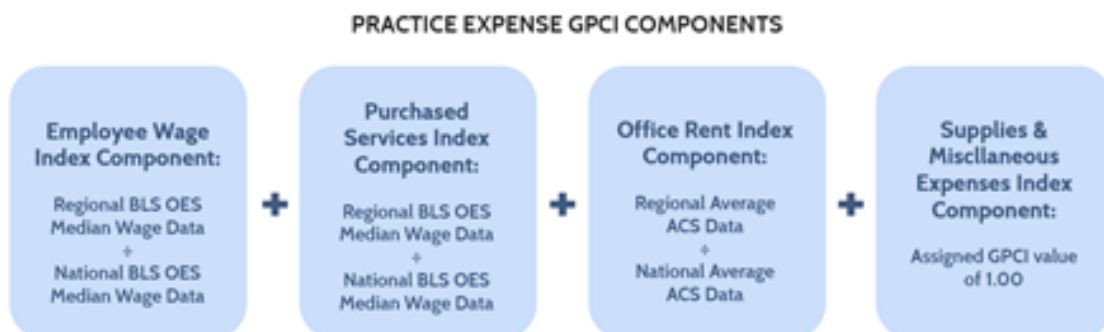 PRACTICE EXPENSE GPCI COMPONENTS
Employee Wage
Index Component:
Regional BLS OES
Median Wage Data
+
National BLS OES
Median Wage Data
+
Purchased
Services Index
Component:
Regional BLS OES
Median Wage Data
+
National BLS OES
Median Wage Data
+
Office Rent Index
Component:
Regional Average
ACS Data
+
National Average
ACS Data
+
Supplies &
Miscllaneous
Expenses Index
Component:
Assigned GPCI value
of 1.00